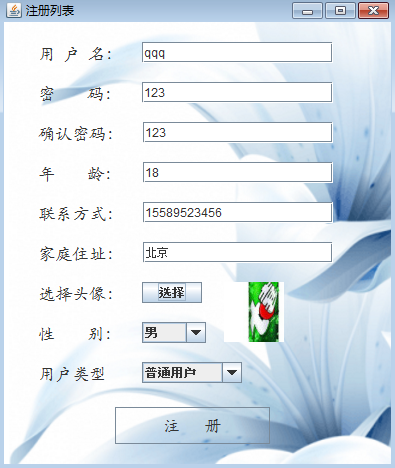 注册列表
用 户 名： qqq
密 码： 123
确认密码： 123
年 龄： 18
联系方式： 15589523456
家庭住址： 北京
选择头像： 选择
性 别： 男
用户类型 普通用户
注 册